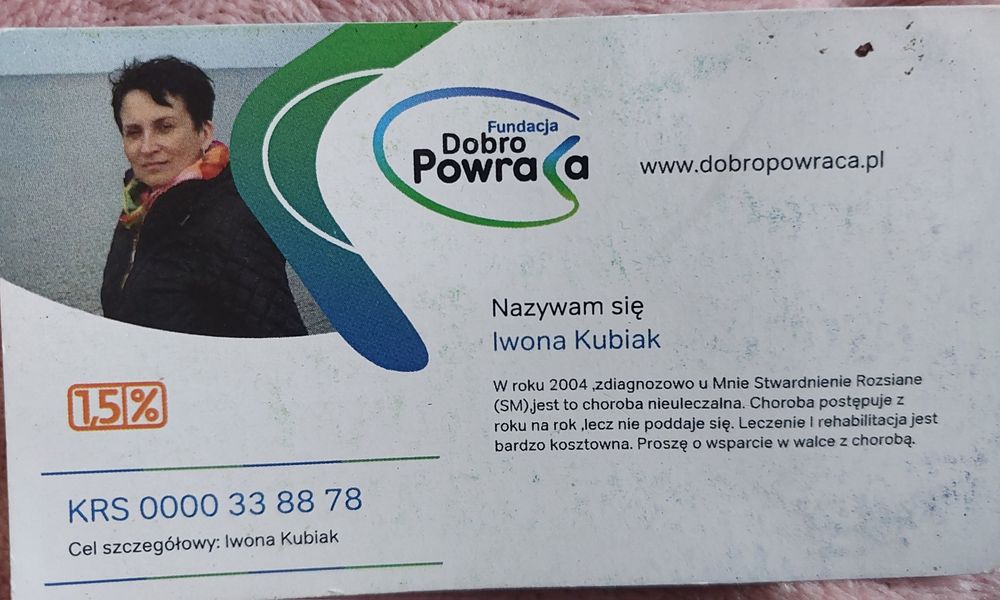 Fundacja
Dobro
Powraca
www.dobropowraca.pl
Nazywam się
Iwona Kubiak
W roku 2004 ,zdiagnozowo u Mnie Stwardnienie Rozsiane
(SM),jest to choroba nieuleczalna. Choroba postępuje z
roku na rok ,lecz nie poddaje się. Leczenie I rehabilitacja jest
bardzo kosztowna. Proszę o wsparcie w walce z chorobą.
1,5%
KRS 0000 33 88 78
Cel szczegółowy: Iwona Kubiak